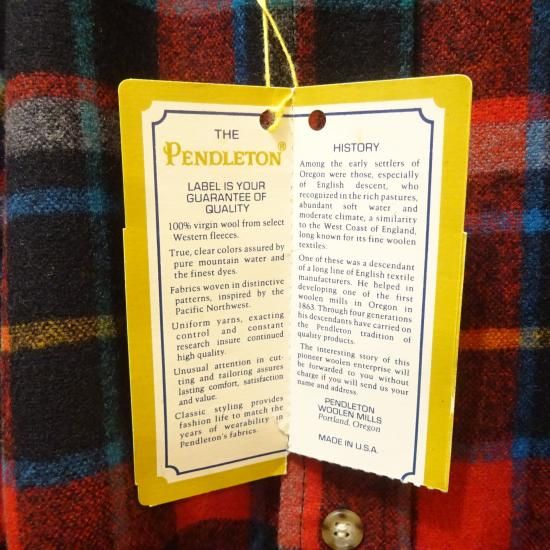 THE
PENDLETON®
LABEL IS YOUR
GUARANTEE OF
QUALITY
100% virgin wool from select
Western fleeces.
True, clear colors assured by
pure mountain water and
the finest dyes.
Fabrics woven in distinctive
patterns, inspired by the
Pacific Northwest.
Uniform yarns, exacting
control and constant
research insure continued
high quality.
Unusual attention in cut-
ting and tailoring assures
lasting comfort, satisfaction
and value.
Classic styling provides
fashion life to match the
years of wearability in
Pendleton's fabrics.
HISTORY
Among the early settlers of
Oregon were those, especially
of English descent, who
recognized in the rich pastures,
abundant soft water and
moderate climate, a similarity
to the West Coast of England,
long known for its fine woolen
textiles.
One of these was a descendant
of a long line of English textile
manufacturers. He helped in
developing one of the first
woolen mills in Oregon in
1863. Through four generations
his descendants have carried on
the Pendleton tradition of
quality products.
The interesting story of this
pioneer woolen enterprise will
be forwarded to you without
charge if you will send us your
name and address.
PENDLETON
WOOLEN MILLS
Portland, Oregon
MADE IN U.S.A.